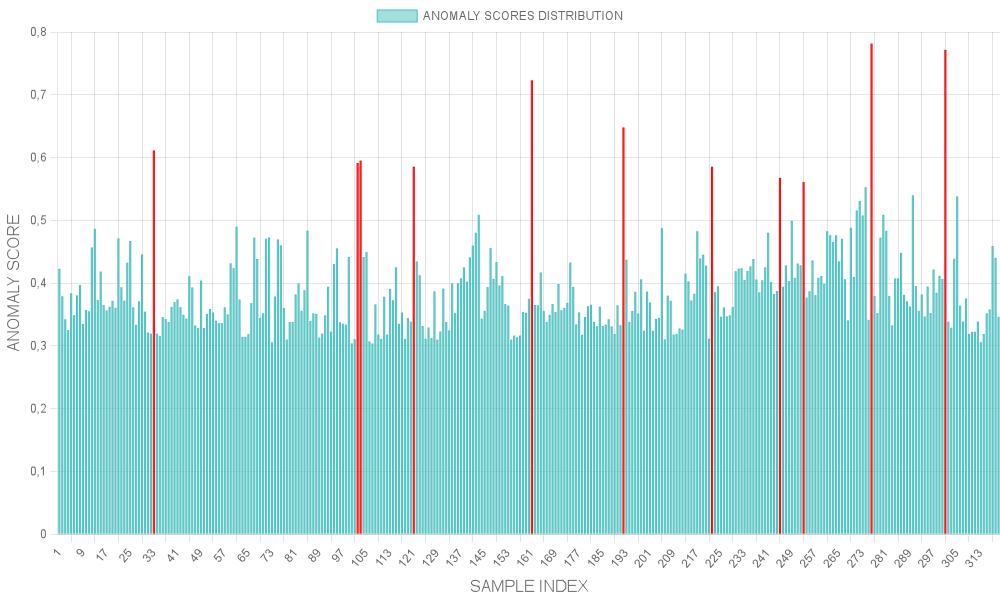 ANOMALY SCORES DISTRIBUTION
0,8
0,7
0,6
0,5
0,4
0,3
0,2
0,1
0
ANOMALY SCORE
1 9 17 25 33 41 49 57 65 73 81 89 97 105 113 121 129 137 145 153 161 169 177 185 193 201 209 217 225 233 241 249 257 265 273 281 289 297 305 313
SAMPLE INDEX